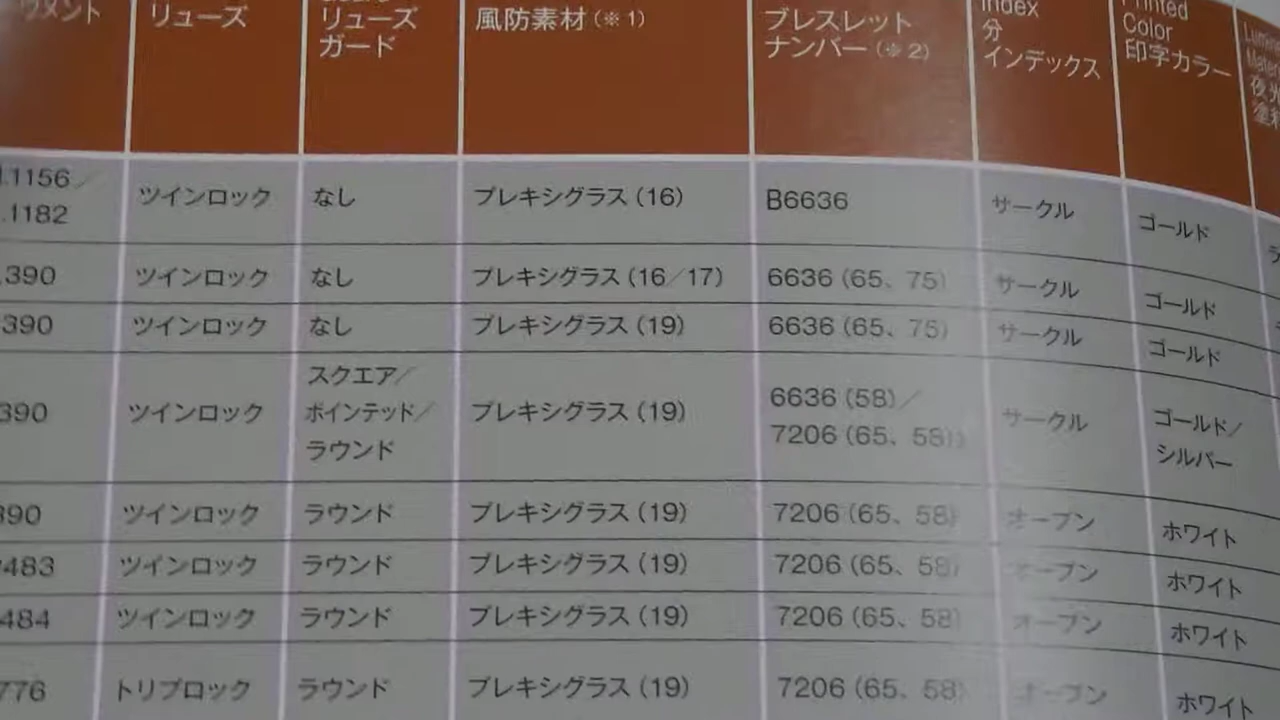 リューズ
リューズ
ガード
風防素材(※1)
ブレスレット
ナンバー(※2)
Index
分
インデックス
Color
印字カラー
.1156／
.1182
ツインロック
なし
プレキシグラス(16)
B6636
サークル
ゴールド
.390
ツインロック
なし
プレキシグラス(16／17)
6636(65、75)
サークル
ゴールド
390
ツインロック
なし
プレキシグラス(19)
6636(65、75)
サークル
ゴールド
390
ツインロック
スクエア／
ポインテッド／
ラウンド
プレキシグラス(19)
6636(58)／
7206(65、58)
サークル
ゴールド／
シルバー
390
ツインロック
ラウンド
プレキシグラス(19)
7206(65、58)
オープン
ホワイト
483
ツインロック
ラウンド
プレキシグラス(19)
7206(65、58)
オープン
ホワイト
484
ツインロック
ラウンド
プレキシグラス(19)
7206(65、58)
オープン
ホワイト
776
トリプロック
ラウンド
プレキシグラス(19)
7206(65、58)
オープン
ホワイト